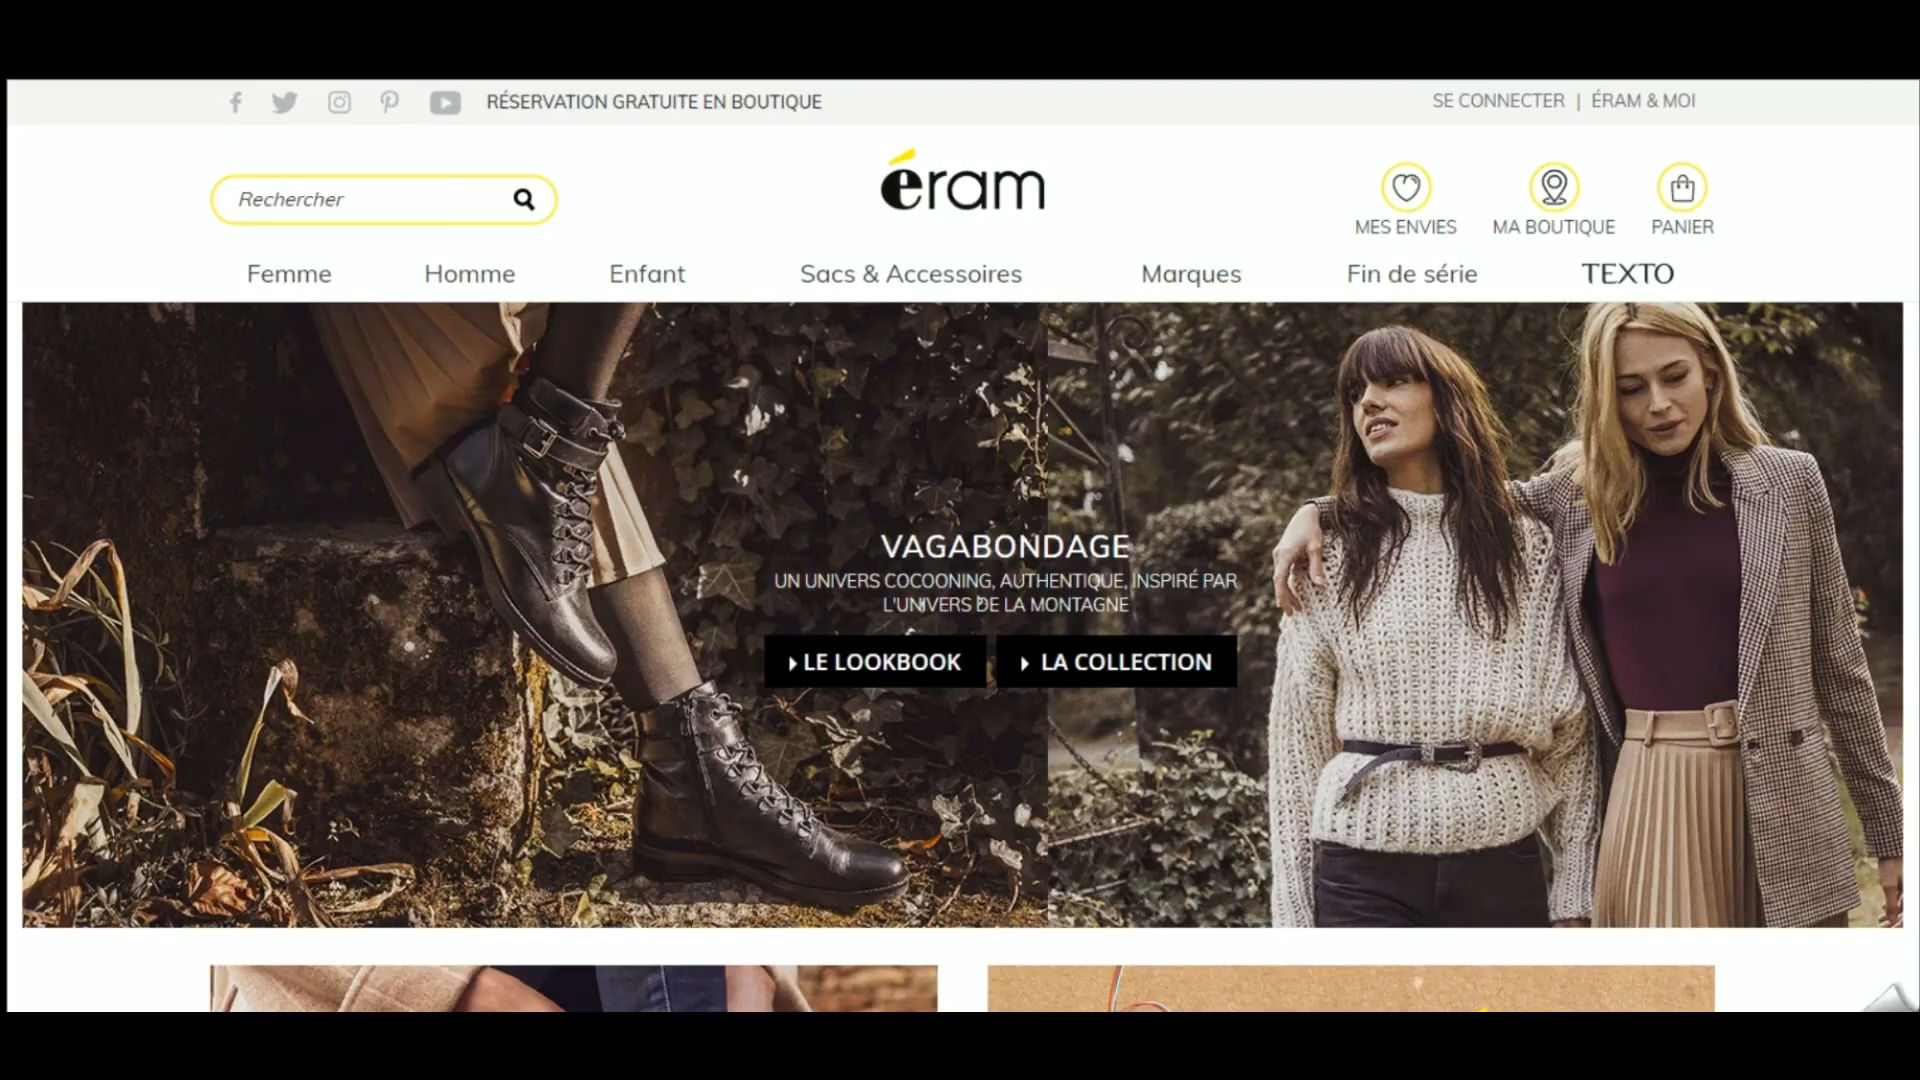 RÉSERVATION GRATUITE EN BOUTIQUE
SE CONNECTER | ÉRAM & MOI
Rechercher
éram
MES ENVIES
MA BOUTIQUE
PANIER
Femme
Homme
Enfant
Sacs & Accessoires
Marques
Fin de série
TEXTO
VAGABONDAGE
UN UNIVERS COCOONING, AUTHENTIQUE, INSPIRÉ PAR
L'UNIVERS DE LA MONTAGNE
LE LOOKBOOK
LA COLLECTION